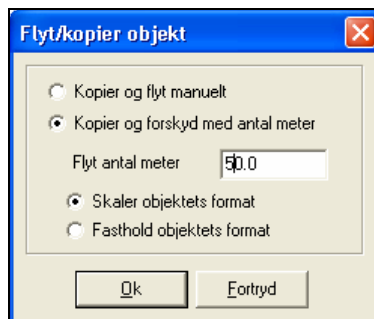 Flyt/kopier objekt
Kopier og flyt manuelt
Kopier og forskyd med antal meter
Flyt antal meter 50.0
Skaler objektets format
Fasthold objektets format
Ok Fortryd